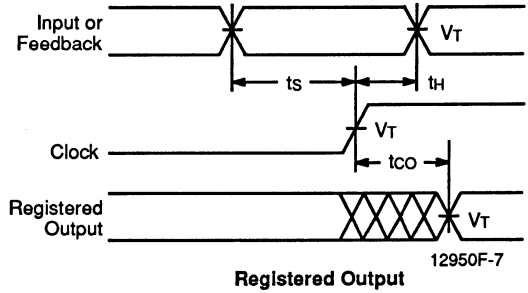 Input or
Feedback
VT
tS
tH
VT
Clock
tCO
Registered
Output
VT
12950F-7
Registered Output